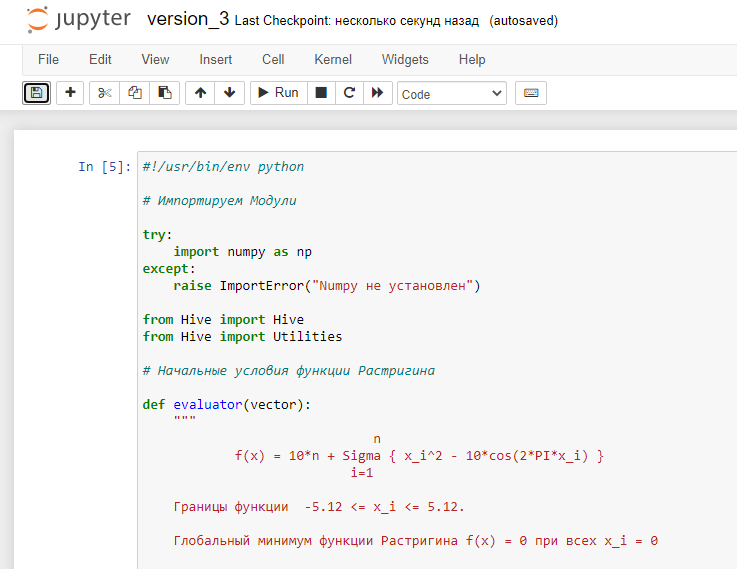 jupyter version_3 Last Checkpoint: несколько секунд назад (autosaved)
File Edit View Insert Cell Kernel Widgets Help
Run Code
In [5]: #!/usr/bin/env python
# Импортируем Модули
try:
import numpy as np
except:
raise ImportError("Numpy не установлен")
from Hive import Hive
from Hive import Utilities
# Начальные условия функции Растригина
def evaluator(vector):
"""
n
f(x) = 10*n + Sigma { x_i^2 - 10*cos(2*PI*x_i) }
i=1
Границы функции -5.12 <= x_i <= 5.12.
Глобальный минимум функции Растригина f(x) = 0 при всех x_i = 0